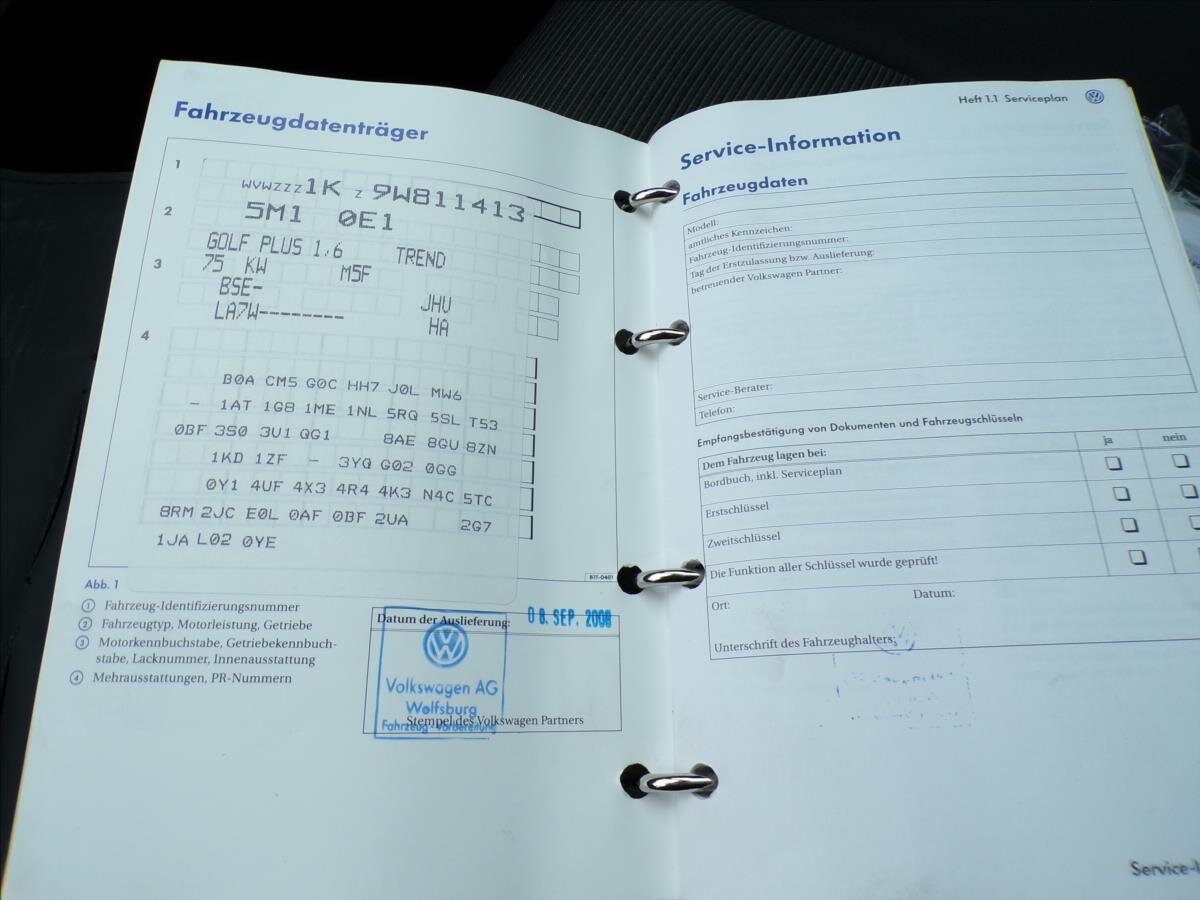 Fahrzeugdatenträger
1
WVWZZZ1K Z 9W811413
2
5M1 0E1
GOLF PLUS 1.6 TREND
3
75 KW M5F
BSE-
JHU
LA7W--------
HA
4
B0A CM5 G0C HH7 J0L MW6
- 1AT 1G8 1ME 1NL 5RQ 5SL T53
0BF 3S0 3U1 QG1 8AE 8GU 8ZN
1KD 1ZF - 3YQ G02 0GG
0Y1 4UF 4X3 4R4 4K3 N4C 5TC
8RM 2JC E0L 0AF 0BF 2UA 2G7
1JA L02 0YE
B1T-0401
Abb. 1
① Fahrzeug-Identifizierungsnummer
② Fahrzeugtyp, Motorleistung, Getriebe
③ Motorkennbuchstabe, Getriebekennbuch-
stabe, Lacknummer, Innenausstattung
④ Mehrausstattungen, PR-Nummern
Datum der Auslieferung: 08. SEP. 2008
Volkswagen AG
Wolfsburg
Stempel des Volkswagen Partners
Fahrzeug-Vorbereitung
Heft 1.1 Serviceplan
Service-Information
Fahrzeugdaten
Modell:
amtliches Kennzeichen:
Fahrzeug-Identifizierungsnummer:
Tag der Erstzulassung bzw. Auslieferung:
betreuender Volkswagen Partner:
Service-Berater:
Telefon:
Empfangsbestätigung von Dokumenten und Fahrzeugschlüsseln
Dem Fahrzeug lagen bei: ja nein
Bordbuch, inkl. Serviceplan ❏ ❏
Erstschlüssel ❏ ❏
Zweitschlüssel ❏ ❏
Die Funktion aller Schlüssel wurde geprüft! ❏
Ort: Datum:
Unterschrift des Fahrzeughalters:
Service-I